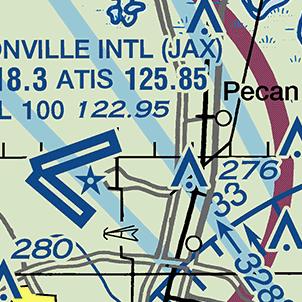 ONVILLE INTL (JAX)
18.3 ATIS 125.85
L 100 122.95
Pecan
276
33
328
280